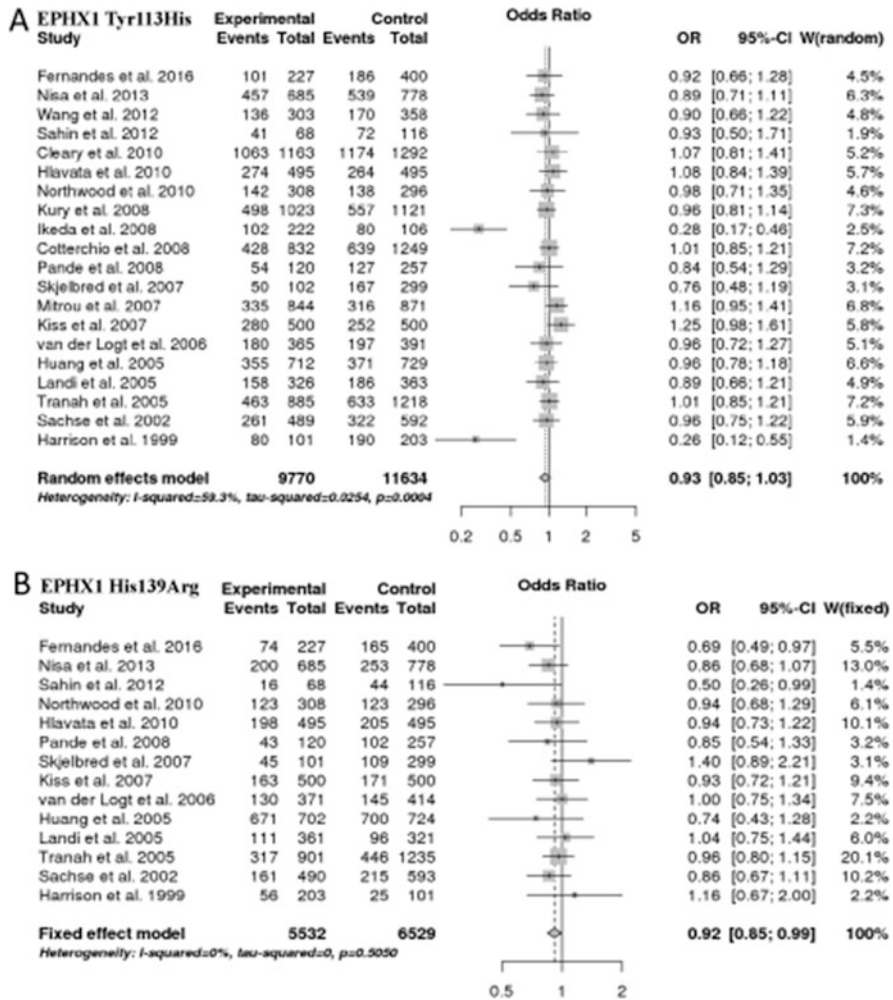 A EPHX1 Tyr113His Experimental Control Odds Ratio
Study Events Total Events Total OR 95%-CI W(random)
Fernandes et al. 2016 101 227 186 400 0.92 [0.66; 1.28] 4.5%
Nisa et al. 2013 457 685 539 778 0.89 [0.71; 1.11] 6.3%
Wang et al. 2012 136 303 170 358 0.90 [0.66; 1.22] 4.8%
Sahin et al. 2012 41 68 72 116 0.93 [0.50; 1.71] 1.9%
Cleary et al. 2010 1063 1163 1174 1292 1.07 [0.81; 1.41] 5.2%
Hlavata et al. 2010 274 495 264 495 1.08 [0.84; 1.39] 5.7%
Northwood et al. 2010 142 308 138 296 0.98 [0.71; 1.35] 4.6%
Kury et al. 2008 498 1023 557 1121 0.96 [0.81; 1.14] 7.3%
Ikeda et al. 2008 102 222 80 106 0.28 [0.17; 0.46] 2.5%
Cotterchio et al. 2008 428 832 639 1249 1.01 [0.85; 1.21] 7.2%
Pande et al. 2008 54 120 127 257 0.84 [0.54; 1.29] 3.2%
Skjelbred et al. 2007 50 102 167 299 0.76 [0.48; 1.19] 3.1%
Mitrou et al. 2007 335 844 316 871 1.16 [0.95; 1.41] 6.8%
Kiss et al. 2007 280 500 252 500 1.25 [0.98; 1.61] 5.8%
van der Logt et al. 2006 180 365 197 391 0.96 [0.72; 1.27] 5.1%
Huang et al. 2005 355 712 371 729 0.96 [0.78; 1.18] 6.6%
Landi et al. 2005 158 326 186 363 0.89 [0.66; 1.21] 4.9%
Tranah et al. 2005 463 885 633 1218 1.01 [0.85; 1.21] 7.2%
Sachse et al. 2002 261 489 322 592 0.96 [0.75; 1.22] 5.9%
Harrison et al. 1999 80 101 190 203 0.26 [0.12; 0.55] 1.4%
Random effects model 9770 11634 0.93 [0.85; 1.03] 100%
Heterogeneity: I-squared=59.3%, tau-squared=0.0254, p=0.0004
0.2 0.5 1 2 5
B EPHX1 His139Arg Experimental Control Odds Ratio
Study Events Total Events Total OR 95%-CI W(fixed)
Fernandes et al. 2016 74 227 165 400 0.69 [0.49; 0.97] 5.5%
Nisa et al. 2013 200 685 253 778 0.86 [0.68; 1.07] 13.0%
Sahin et al. 2012 16 68 44 116 0.50 [0.26; 0.99] 1.4%
Northwood et al. 2010 123 308 123 296 0.94 [0.68; 1.29] 6.1%
Hlavata et al. 2010 198 495 205 495 0.94 [0.73; 1.22] 10.1%
Pande et al. 2008 43 120 102 257 0.85 [0.54; 1.33] 3.2%
Skjelbred et al. 2007 45 101 109 299 1.40 [0.89; 2.21] 3.1%
Kiss et al. 2007 163 500 171 500 0.93 [0.72; 1.21] 9.4%
van der Logt et al. 2006 130 371 145 414 1.00 [0.75; 1.34] 7.5%
Huang et al. 2005 671 702 700 724 0.74 [0.43; 1.28] 2.2%
Landi et al. 2005 111 361 96 321 1.04 [0.75; 1.44] 6.0%
Tranah et al. 2005 317 901 446 1235 0.96 [0.80; 1.15] 20.1%
Sachse et al. 2002 161 490 215 593 0.86 [0.67; 1.11] 10.2%
Harrison et al. 1999 56 203 25 101 1.16 [0.67; 2.00] 2.2%
Fixed effect model 5532 6529 0.92 [0.85; 0.99] 100%
Heterogeneity: I-squared=0%, tau-squared=0, p=0.5050
0.5 1 2